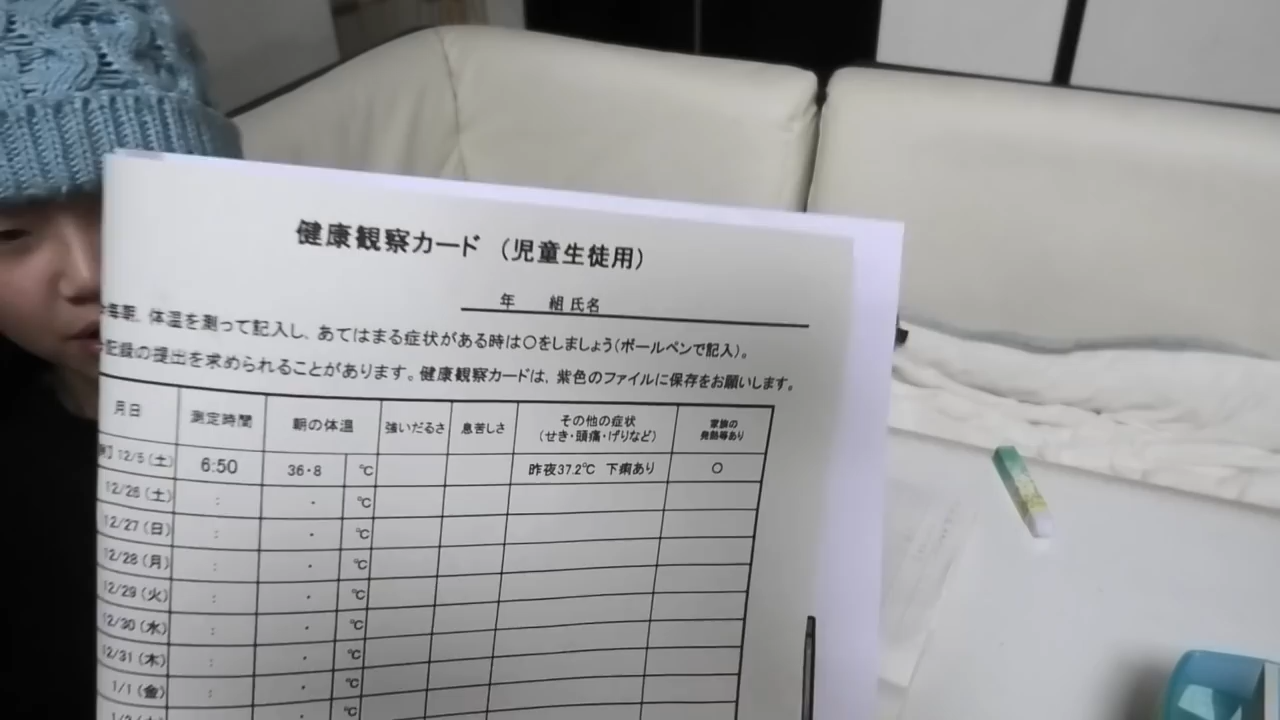 健康観察カード （児童生徒用）
年 組 氏名
毎朝、体温を測って記入し、あてはまる症状がある時は〇をしましょう（ボールペンで記入）。
記録の提出を求められることがあります。健康観察カードは、紫色のファイルに保存をお願いします。
月日 測定時間 朝の体温 強いだるさ 息苦しさ その他の症状 （せき・頭痛・げりなど） 家族の 発熱等あり
12/5（土） 6:50 36・8 ℃ 昨夜37.2℃ 下痢あり 〇
12/26（土） : ・ ℃
12/27（日） : ・ ℃
12/28（月） : ・ ℃
12/29（火） : ・ ℃
12/30（水） : ・ ℃
12/31（木） : ・ ℃
1/1（金） : ・ ℃
℃